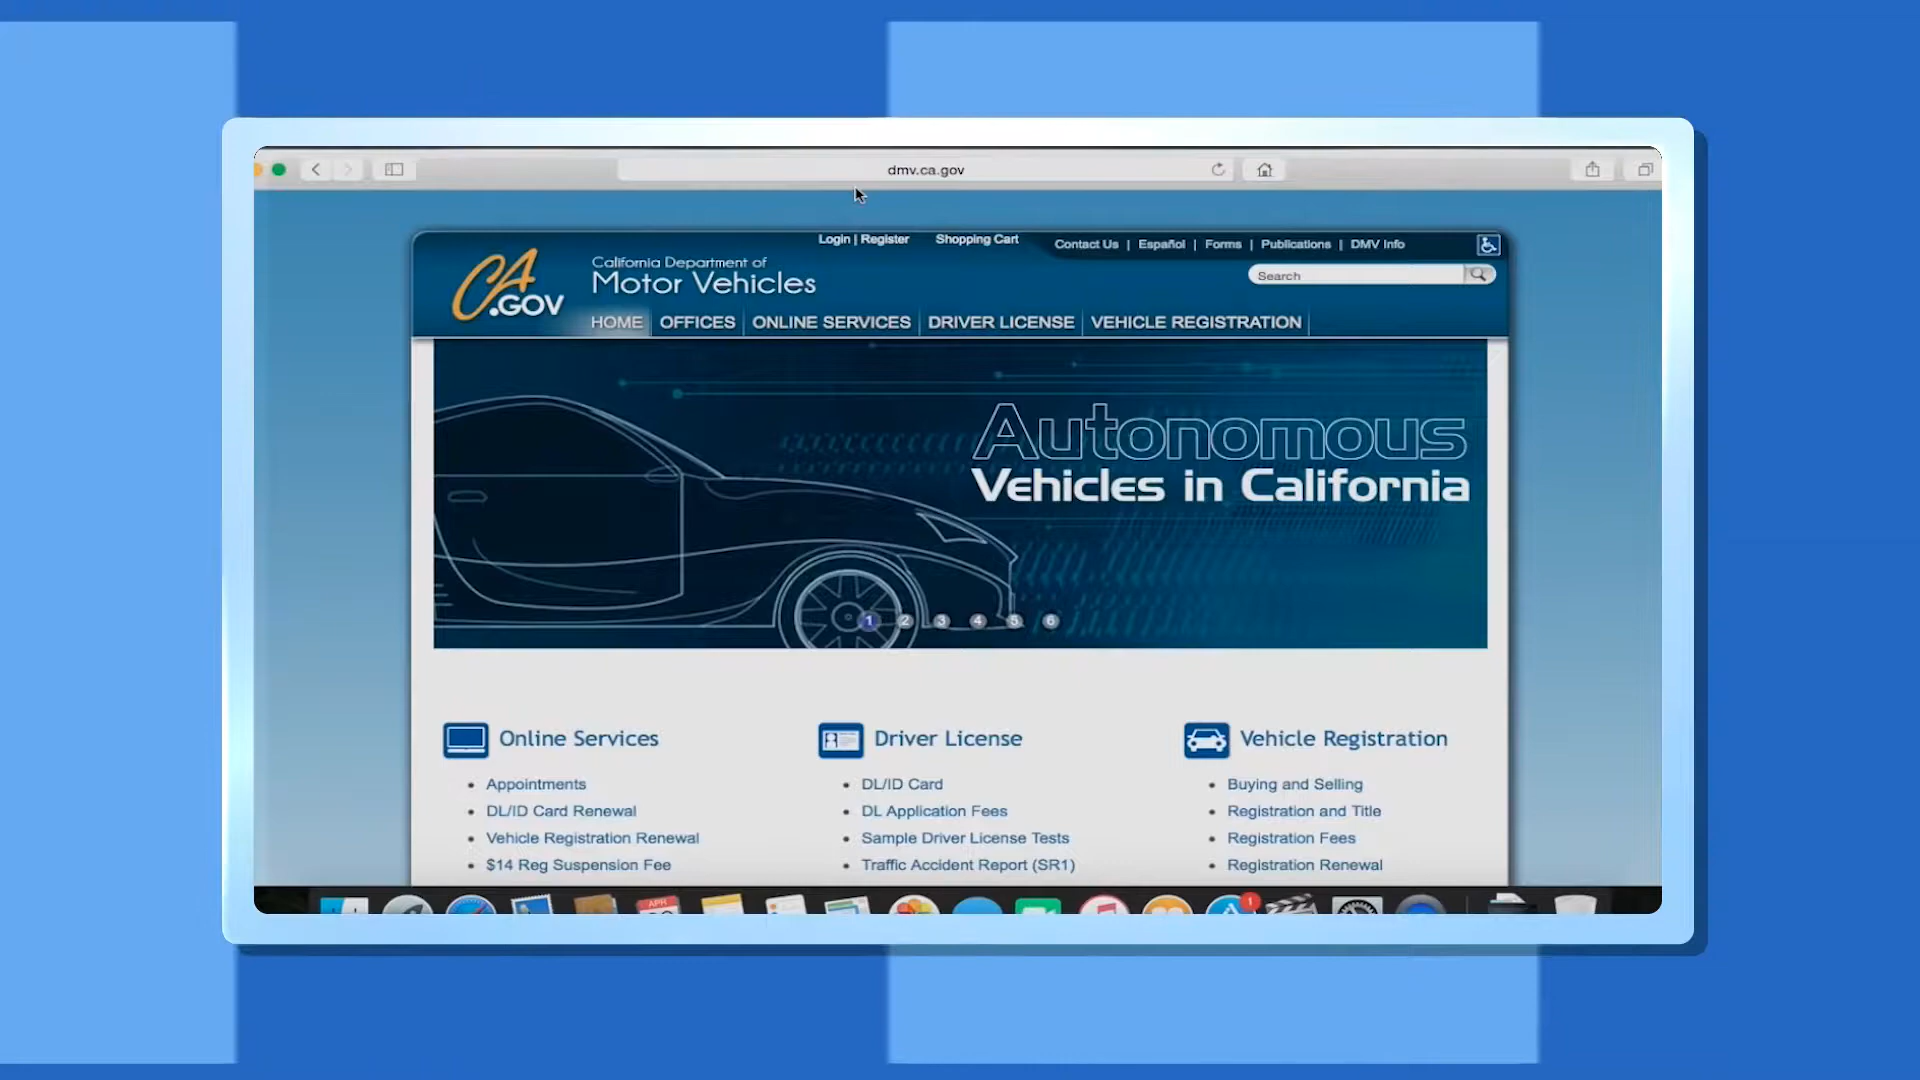 dmv.ca.gov
Login | Register
Shopping Cart
Contact Us | Español | Forms | Publications | DMV Info
CA
.GOV
California Department of
Motor Vehicles
Search
HOME
OFFICES
ONLINE SERVICES
DRIVER LICENSE
VEHICLE REGISTRATION
Autonomous
Vehicles in California
1 2 3 4 5 6
Online Services
Appointments
DL/ID Card Renewal
Vehicle Registration Renewal
$14 Reg Suspension Fee
Driver License
DL/ID Card
DL Application Fees
Sample Driver License Tests
Traffic Accident Report (SR1)
Vehicle Registration
Buying and Selling
Registration and Title
Registration Fees
Registration Renewal
APR
1